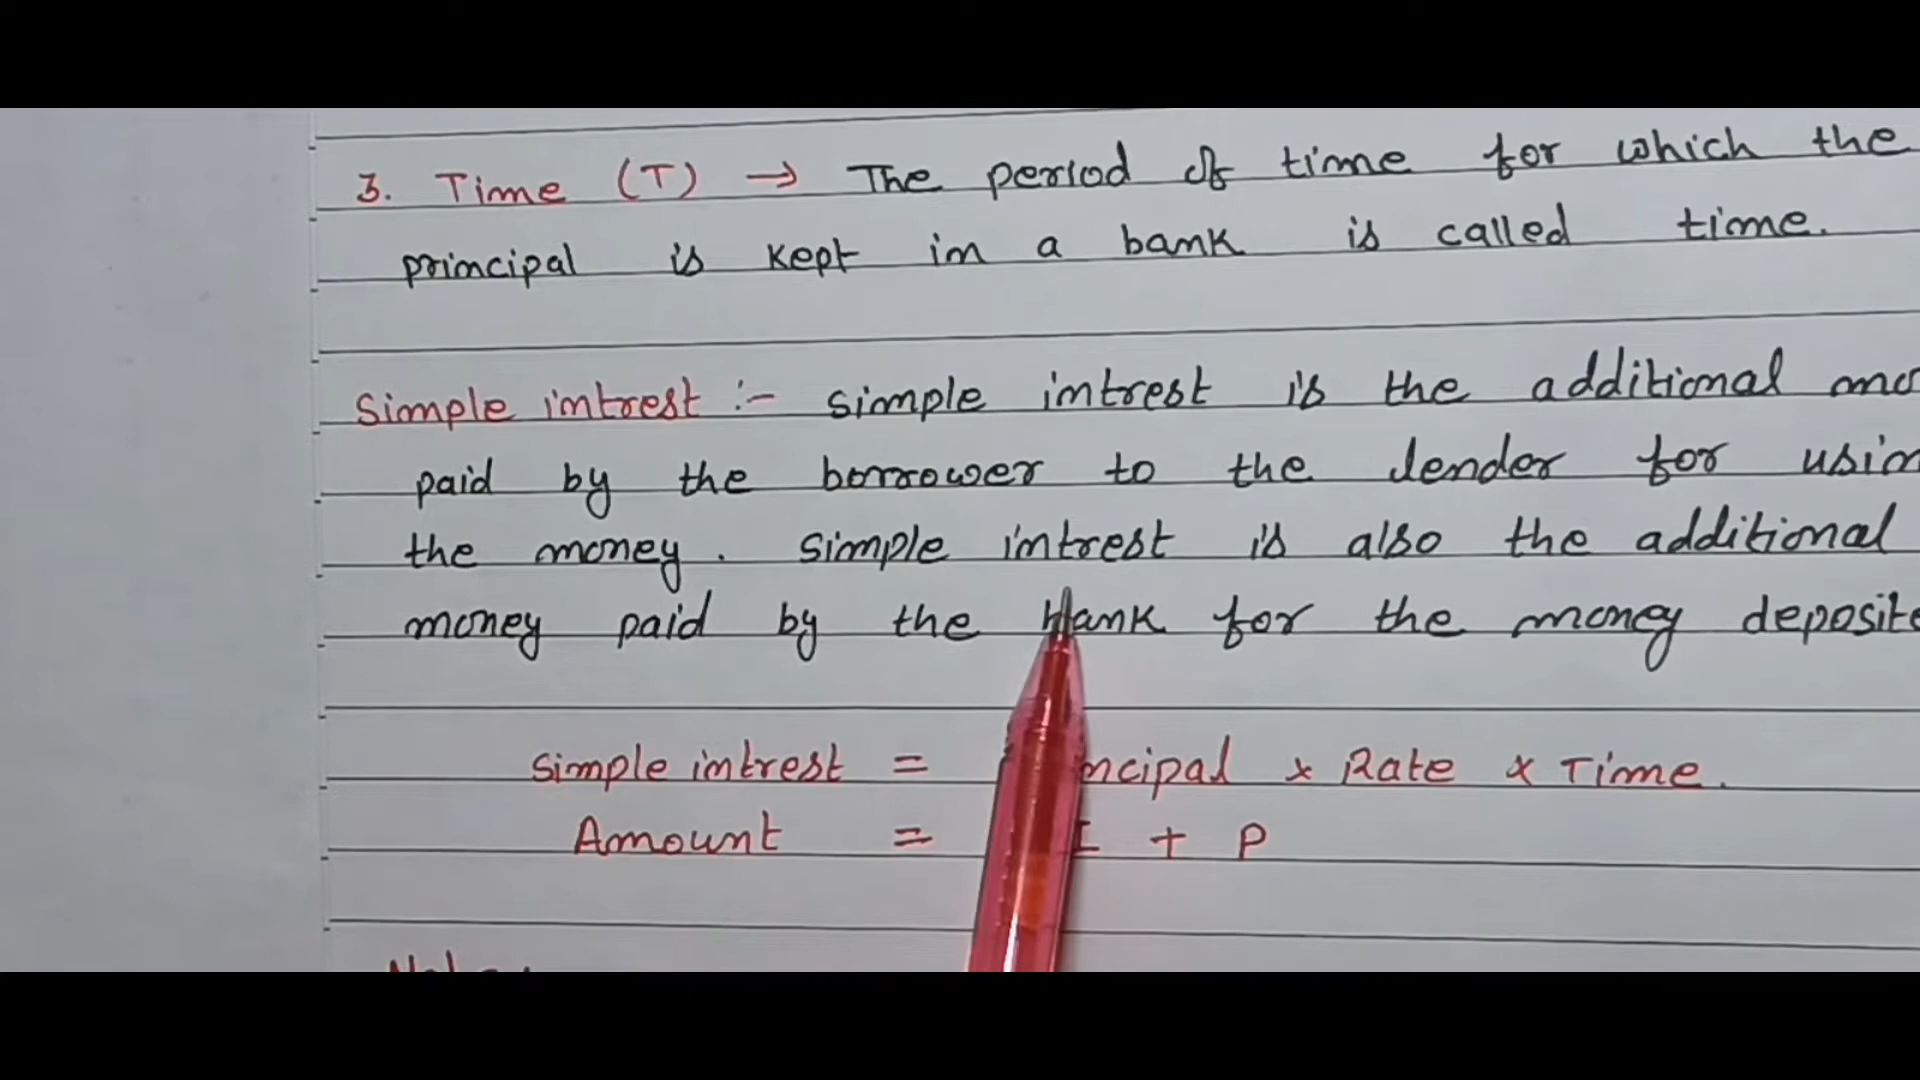 3. Time (T) → The period of time for which the
principal is kept in a bank is called time.
Simple intrest :- simple intrest is the additional
paid by the borrower to the lender for
the money. simple intrest is also the additional
money paid by the bank for the money
Simple intrest = × Rate × Time.
Amount = + P